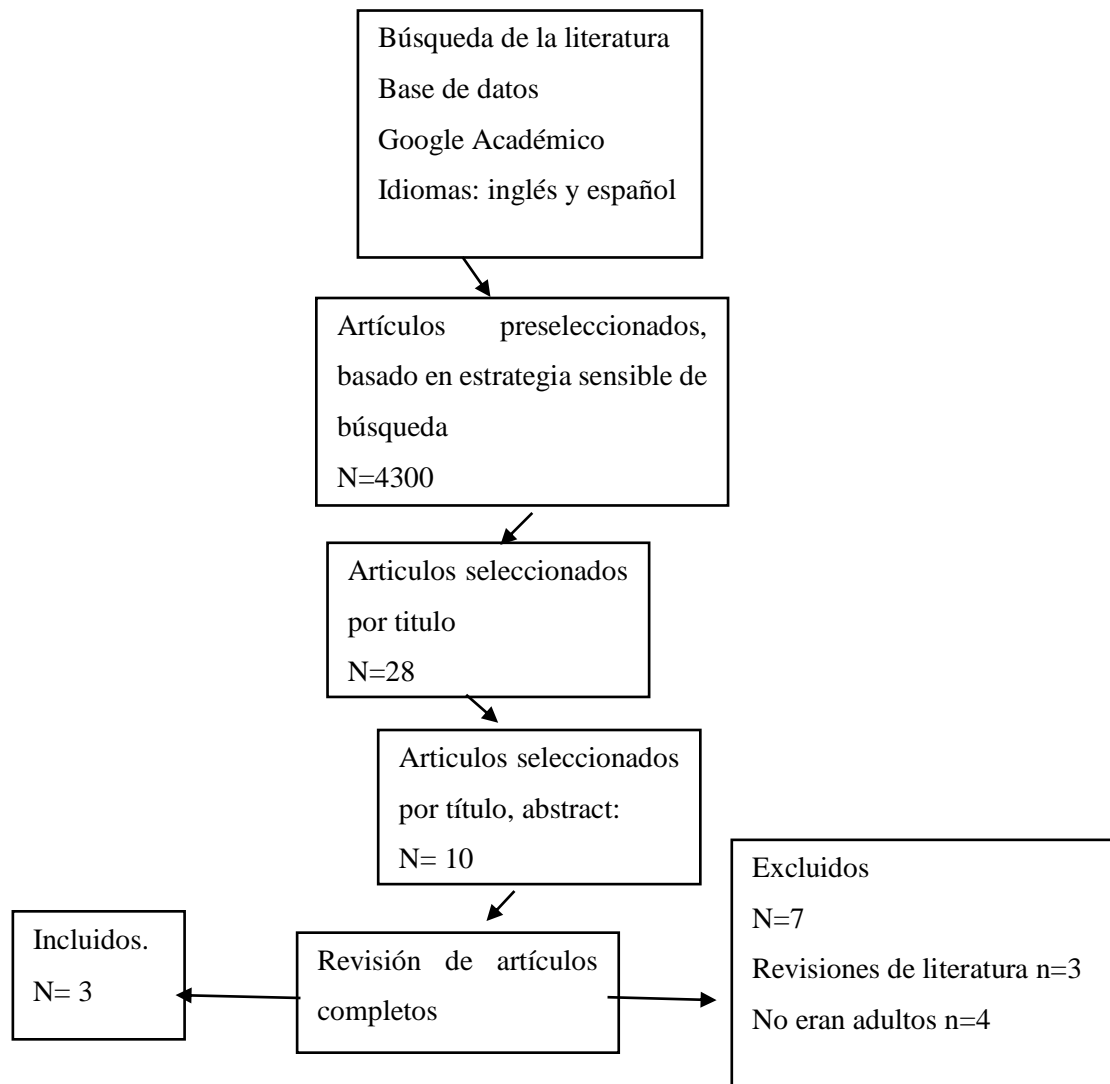 Búsqueda de la literatura
Base de datos
Google Académico
Idiomas: inglés y español
Artículos preseleccionados,
basado en estrategia sensible de
búsqueda
N=4300
Articulos seleccionados
por titulo
N=28
Articulos seleccionados
por título, abstract:
N= 10
Incluidos.
N= 3
Revisión de artículos
completos
Excluidos
N=7
Revisiones de literatura n=3
No eran adultos n=4